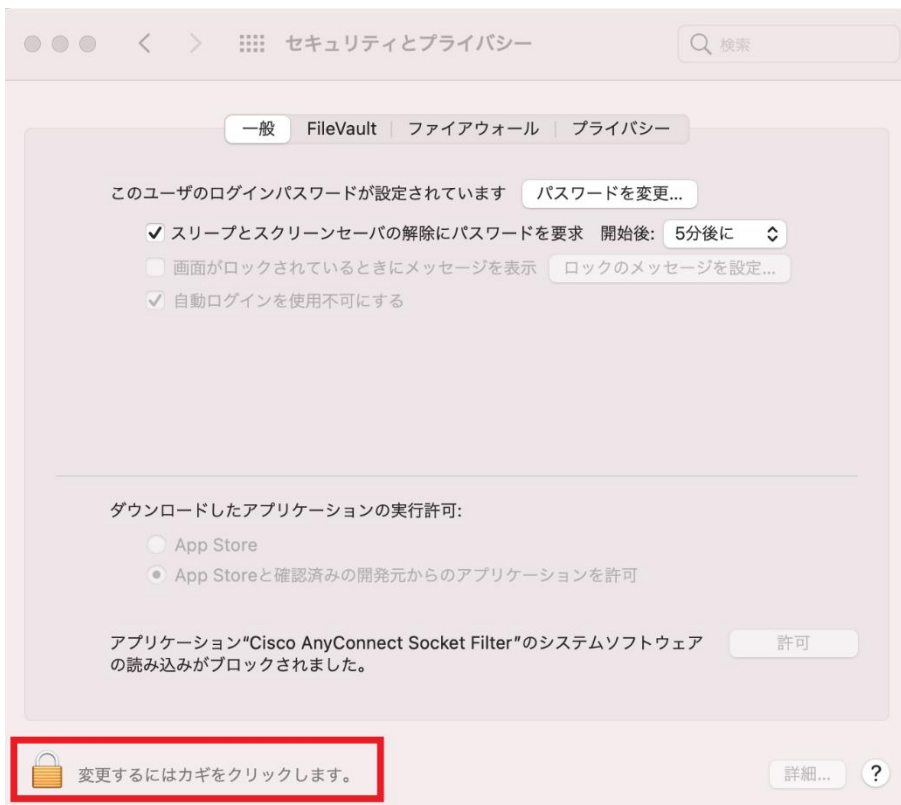 セキュリティとプライバシー
検索
一般 FileVault ファイアウォール プライバシー
このユーザのログインパスワードが設定されています パスワードを変更...
スリープとスクリーンセーバの解除にパスワードを要求 開始後: 5分後に
画面がロックされているときにメッセージを表示 ロックのメッセージを設定...
自動ログインを使用不可にする
ダウンロードしたアプリケーションの実行許可:
App Store
App Storeと確認済みの開発元からのアプリケーションを許可
アプリケーション“Cisco AnyConnect Socket Filter”のシステムソフトウェア 許可
の読み込みがブロックされました。
変更するにはカギをクリックします。 詳細... ?